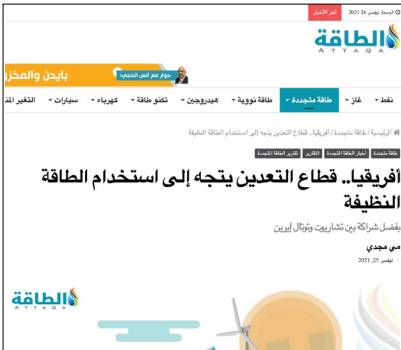 الجمعة, نوفمبر 26 2021 آخر الأخبار
الطاقة
ATTAQA
حوار مع أنس الحجي:
بايدن والمخزو
نفط غاز طاقة متجددة طاقة نووية هيدروجين تكنو طاقة كهرباء سيارات التغير المنا
الرئيسية / طاقة متجددة / أفريقيا.. قطاع التعدين يتجه إلى استخدام الطاقة النظيفة
طاقة متجددة أخبار الطاقة المتجددة التقارير تقارير الطاقة المتجددة
أفريقيا.. قطاع التعدين يتجه إلى استخدام الطاقة
النظيفة
بفضل شراكة بين تشاريوت وتوتال إيرين
مي مجدي
نوفمبر 25, 2021
الطاقة
ATTAQA